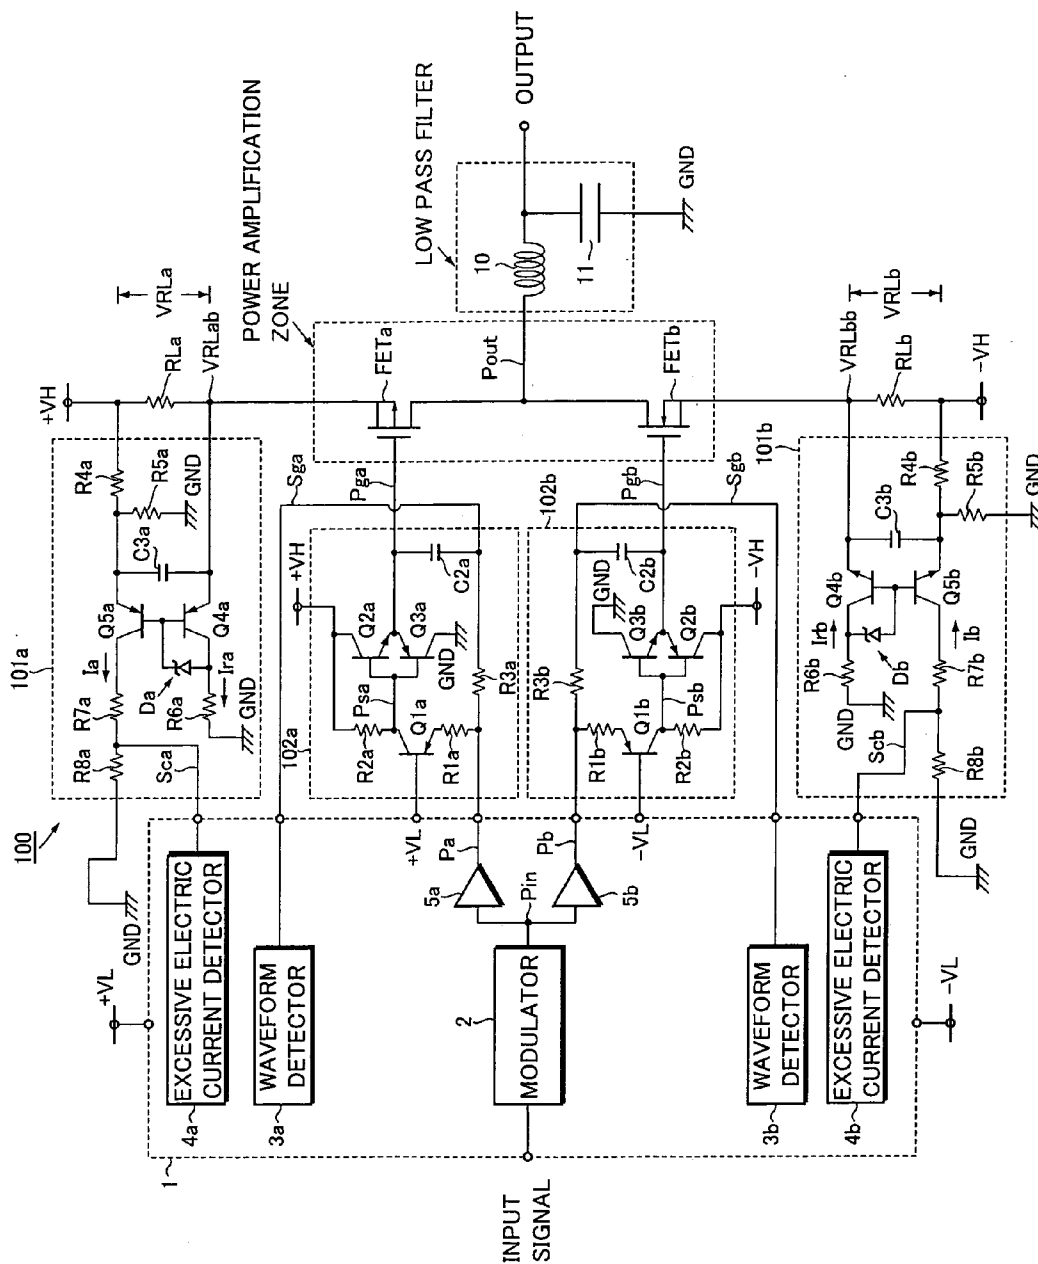 100
1
+VL
GND
EXCESSIVE ELECTRIC
CURRENT DETECTOR
4a
WAVEFORM
DETECTOR
3a
INPUT
SIGNAL
MODULATOR
2
Pin
5a
5b
Pa
Pb
+VL
-VL
WAVEFORM
DETECTOR
3b
EXCESSIVE ELECTRIC
CURRENT DETECTOR
4b
-VL
101a
R8a
R7a
Sca
Ia
Da
R6a
Ira
GND
Q5a
Q4a
C3a
R4a
R5a
GND
+VH
RLa
VRLa
VRLab
102a
+VH
R2a
Psa
Q1a
R1a
Q2a
Q3a
GND
C2a
R3a
Sga
Pga
POWER AMPLIFICATION
ZONE
FETa
Pout
FETb
LOW PASS FILTER
10
11
GND
OUTPUT
102b
R3b
R1b
Q1b
R2b
Psb
GND
Q3b
Q2b
C2b
-VH
Pgb
Sgb
101b
GND
R6b
Irb
Db
Scb
R7b
R8b
Ib
GND
Q4b
Q5b
C3b
R4b
R5b
GND
VRLbb
VRLb
RLb
-VH